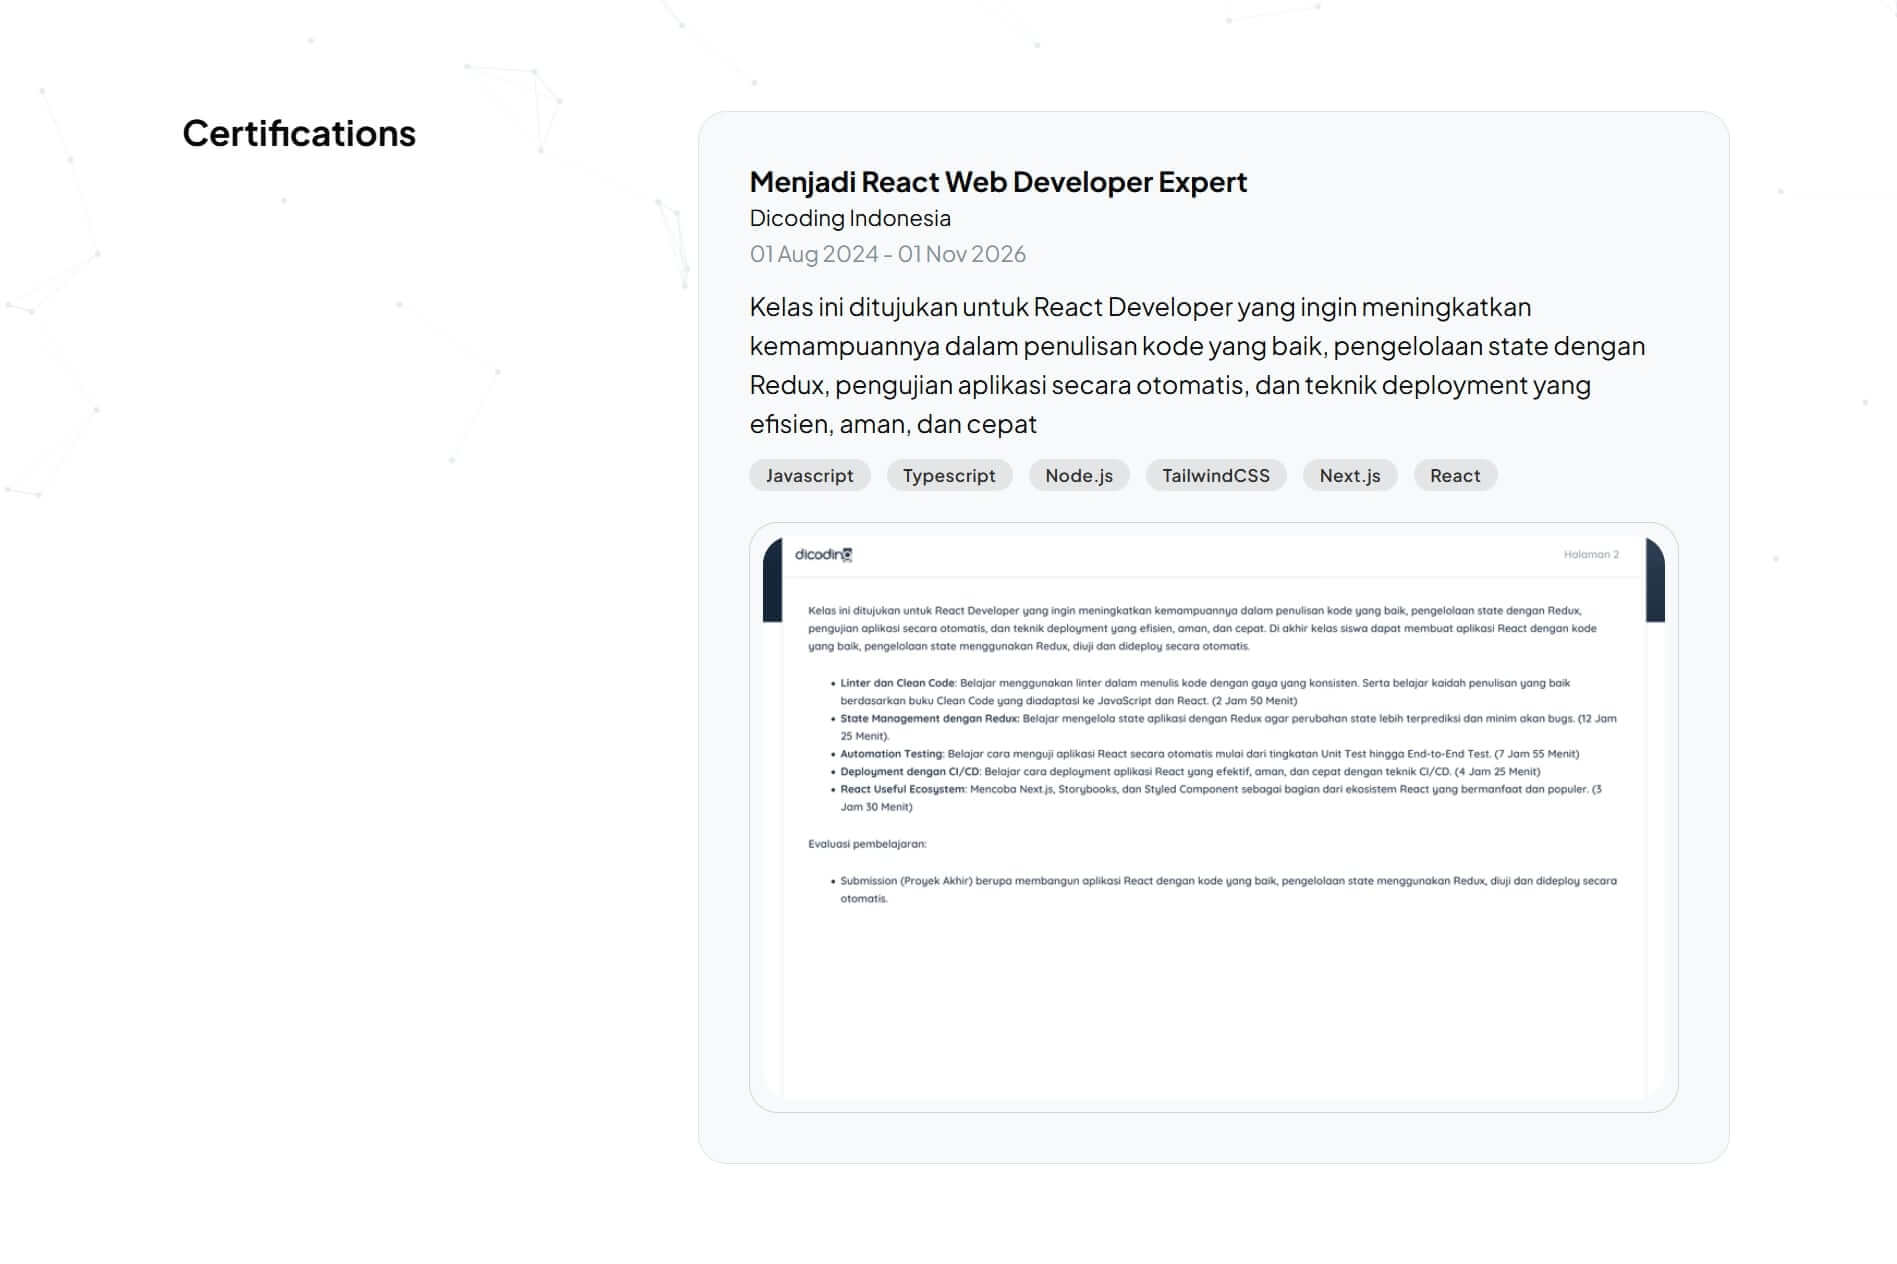 Certifications
Menjadi React Web Developer Expert
Dicoding Indonesia
01 Aug 2024 - 01 Nov 2026
Kelas ini ditujukan untuk React Developer yang ingin meningkatkan
kemampuannya dalam penulisan kode yang baik, pengelolaan state dengan
Redux, pengujian aplikasi secara otomatis, dan teknik deployment yang
efisien, aman, dan cepat
Javascript Typescript Node.js TailwindCSS Next.js React
dicoding Halaman 2
Kelas ini ditujukan untuk React Developer yang ingin meningkatkan kemampuannya dalam penulisan kode yang baik, pengelolaan state dengan Redux,
pengujian aplikasi secara otomatis, dan teknik deployment yang efisien, aman, dan cepat. Di akhir kelas siswa dapat membuat aplikasi React dengan kode
yang baik, pengelolaan state menggunakan Redux, diuji dan dideploy secara otomatis.
• Linter dan Clean Code: Belajar menggunakan linter dalam menulis kode dengan gaya yang konsisten. Serta belajar kaidah penulisan yang baik
berdasarkan buku Clean Code yang diadaptasi ke JavaScript dan React. (2 Jam 50 Menit)
• State Management dengan Redux: Belajar mengelola state aplikasi dengan Redux agar perubahan state lebih terprediksi dan minim akan bugs. (12 Jam
25 Menit).
• Automation Testing: Belajar cara menguji aplikasi React secara otomatis mulai dari tingkatan Unit Test hingga End-to-End Test. (7 Jam 55 Menit)
• Deployment dengan CI/CD: Belajar cara deployment aplikasi React yang efektif, aman, dan cepat dengan teknik CI/CD. (4 Jam 25 Menit)
• React Useful Ecosystem: Mencoba Next.js, Storybooks, dan Styled Component sebagai bagian dari ekosistem React yang bermanfaat dan populer. (3
Jam 30 Menit)
Evaluasi pembelajaran:
• Submission (Proyek Akhir) berupa membangun aplikasi React dengan kode yang baik, pengelolaan state menggunakan Redux, diuji dan dideploy secara
otomatis.